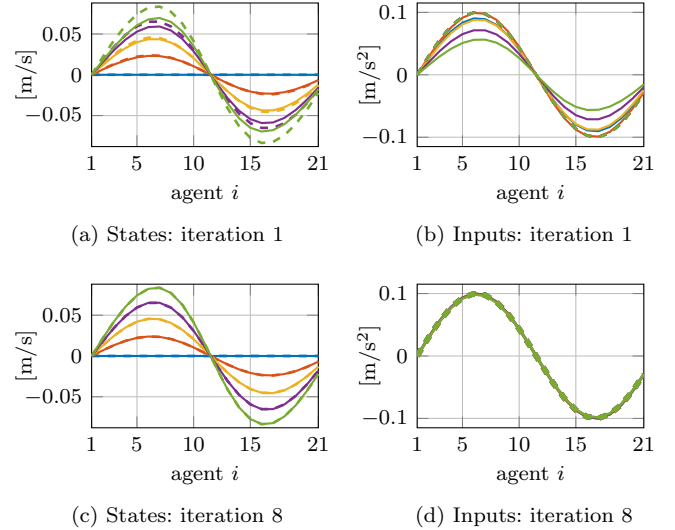 0.05
0
−0.05
[m/s]
1 5 10 15 21
agent i
(a) States: iteration 1
0.1
0
−0.1
[m/s²]
1 5 10 15 21
agent i
(b) Inputs: iteration 1
0.05
0
−0.05
[m/s]
1 5 10 15 21
agent i
(c) States: iteration 8
0.1
0
−0.1
[m/s²]
1 5 10 15 21
agent i
(d) Inputs: iteration 8